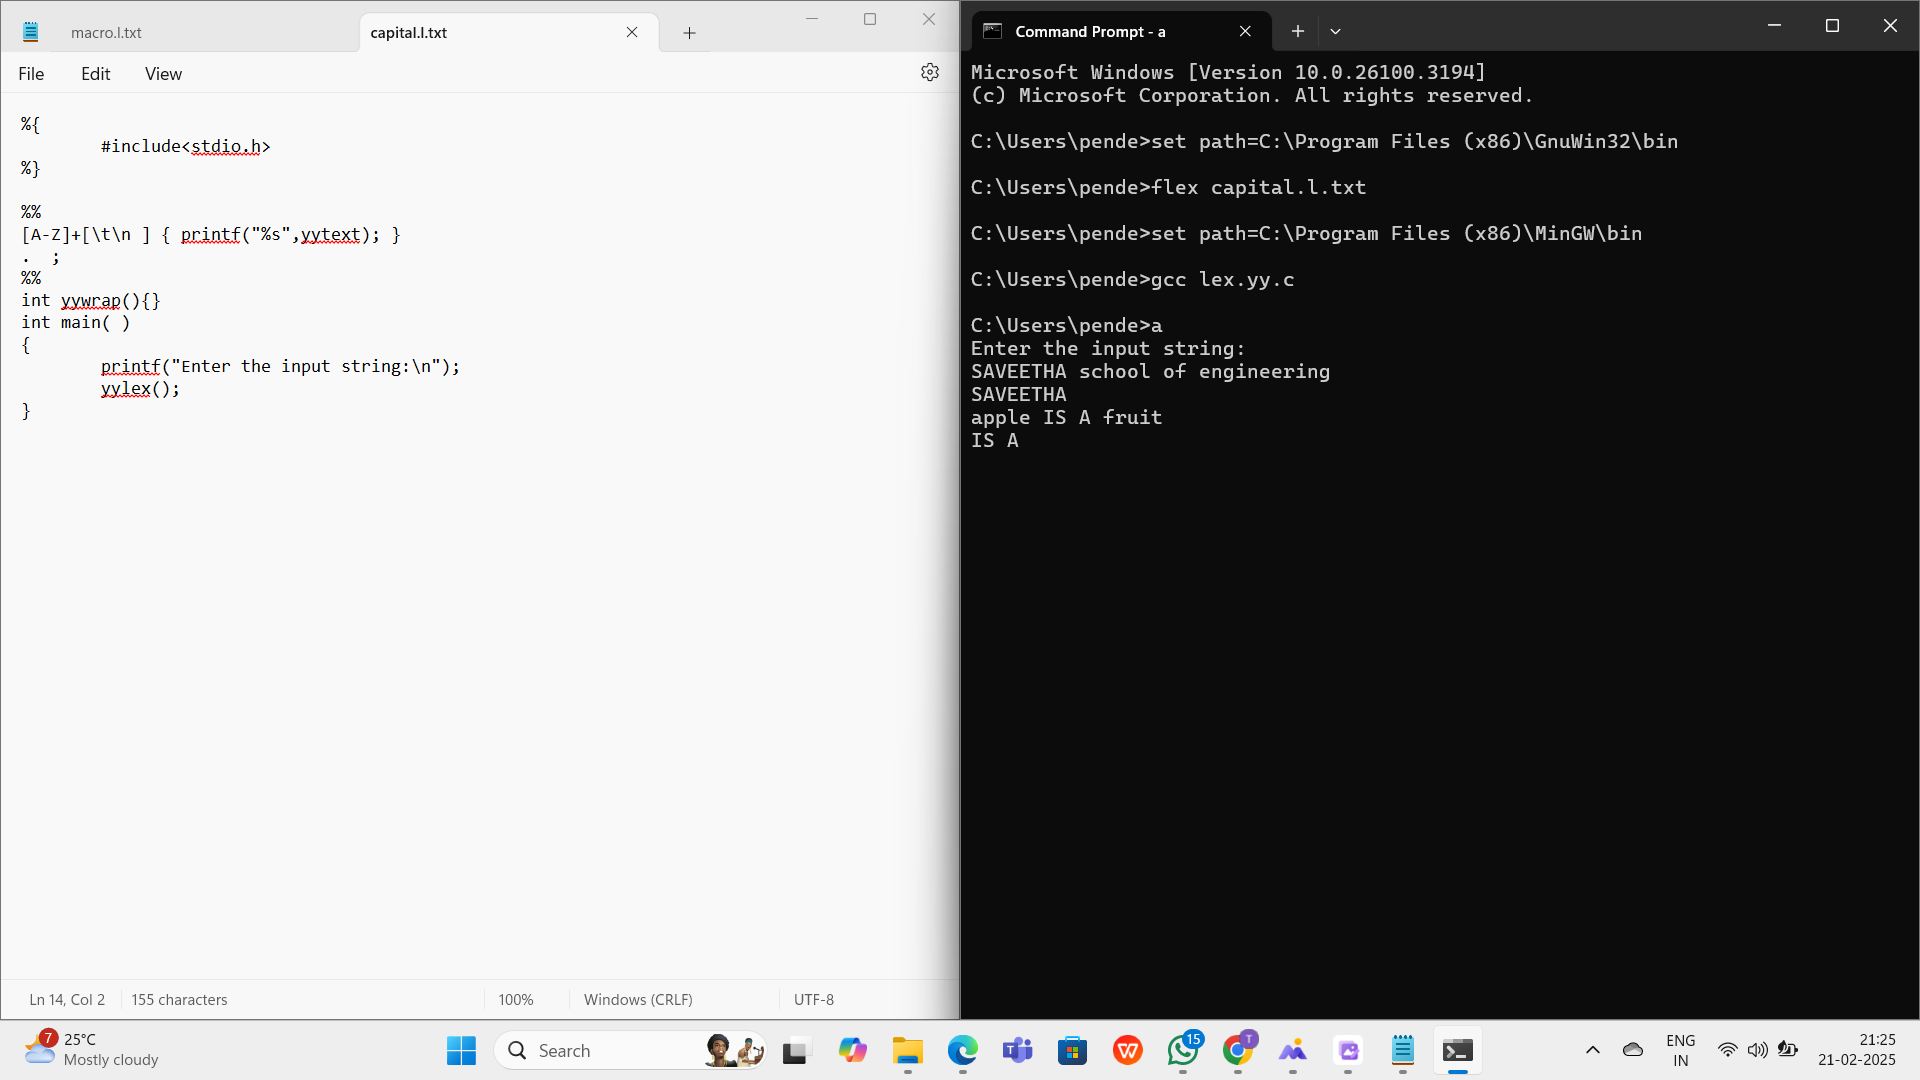 macro.l.txt
capital.l.txt
File Edit View
%{
#include<stdio.h>
%}
%%
[A-Z]+[\t\n ] { printf("%s",yytext); }
. ;
%%
int yywrap(){}
int main( )
{
printf("Enter the input string:\n");
yylex();
}
Ln 14, Col 2 155 characters 100% Windows (CRLF) UTF-8
Command Prompt - a
Microsoft Windows [Version 10.0.26100.3194]
(c) Microsoft Corporation. All rights reserved.
C:\Users\pende>set path=C:\Program Files (x86)\GnuWin32\bin
C:\Users\pende>flex capital.l.txt
C:\Users\pende>set path=C:\Program Files (x86)\MinGW\bin
C:\Users\pende>gcc lex.yy.c
C:\Users\pende>a
Enter the input string:
SAVEETHA school of engineering
SAVEETHA
apple IS A fruit
IS A
7
25°C
Mostly cloudy
Search
15
T
ENG
IN
21:25
21-02-2025